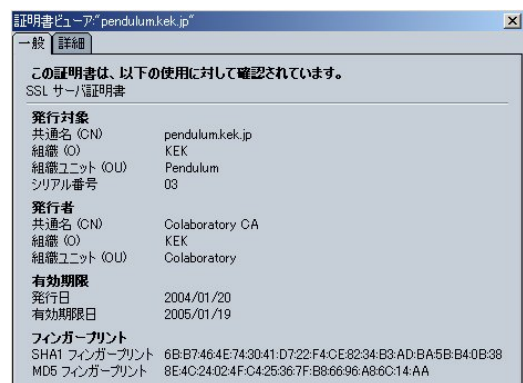 証明書ビューア:"pendulum.kek.jp"
一般 詳細
この証明書は、以下の使用に対して確認されています。
SSL サーバ証明書
発行対象
共通名 (CN) pendulum.kek.jp
組織 (O) KEK
組織ユニット (OU) Pendulum
シリアル番号 03
発行者
共通名 (CN) Colaboratory CA
組織 (O) KEK
組織ユニット (OU) Colaboratory
有効期限
発行日 2004/01/20
有効期限日 2005/01/19
フィンガープリント
SHA1 フィンガープリント 6B:B7:46:4E:74:30:41:D7:22:F4:CE:82:34:B3:AD:BA:5B:B4:0B:38
MD5 フィンガープリント 8E:4C:24:02:4F:C4:25:36:7F:B8:66:96:A8:6C:14:AA